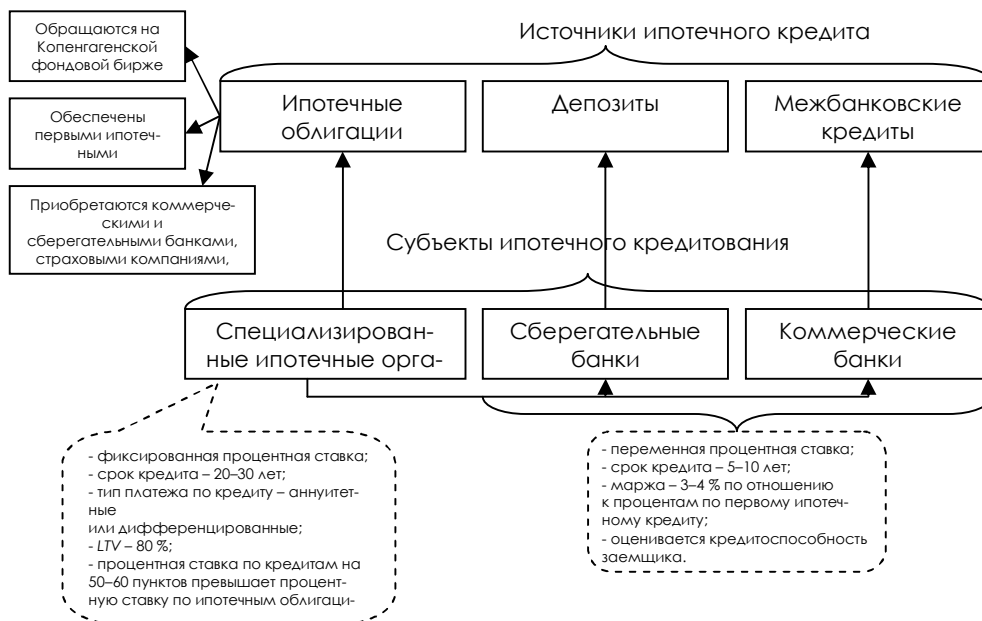 Обращаются на
Копенгагенской
фондовой бирже
Источники ипотечного кредита
Ипотечные
облигации
Депозиты
Межбанковские
кредиты
Обеспечены
первыми ипотеч-
ными
Приобретаются коммерче-
скими и
сберегательными банками,
страховыми компаниями,
Субъекты ипотечного кредитования
Специализирован-
ные ипотечные орга-
Сберегательные
банки
Коммерческие
банки
- фиксированная процентная ставка;
- срок кредита – 20–30 лет;
- тип платежа по кредиту – аннуитет-
ные
или дифференцированные;
- LTV – 80 %;
- процентная ставка по кредитам на
50–60 пунктов превышает процент-
ную ставку по ипотечным облигаци-
- переменная процентная ставка;
- срок кредита – 5–10 лет;
- маржа – 3–4 % по отношению
к процентам по первому ипотеч-
ному кредиту;
- оценивается кредитоспособность
заемщика.